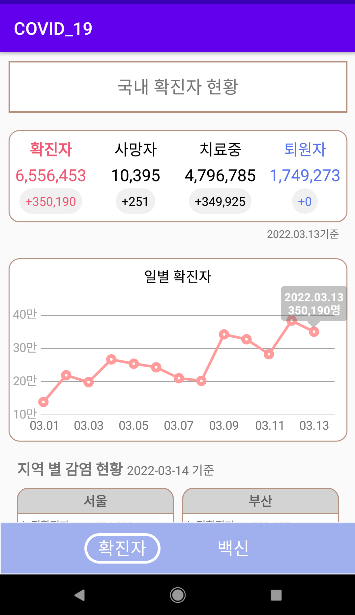 COVID_19
국내 확진자 현황
확진자 사망자 치료중 퇴원자
6,556,453 10,395 4,796,785 1,749,273
+350,190 +251 +349,925 +0
2022.03.13기준
일별 확진자
2022.03.13
350,190명
40만
30만
20만
10만
03.01 03.03 03.05 03.07 03.09 03.11 03.13
지역 별 감염 현황 2022-03-14 기준
서울 부산
확진자 백신